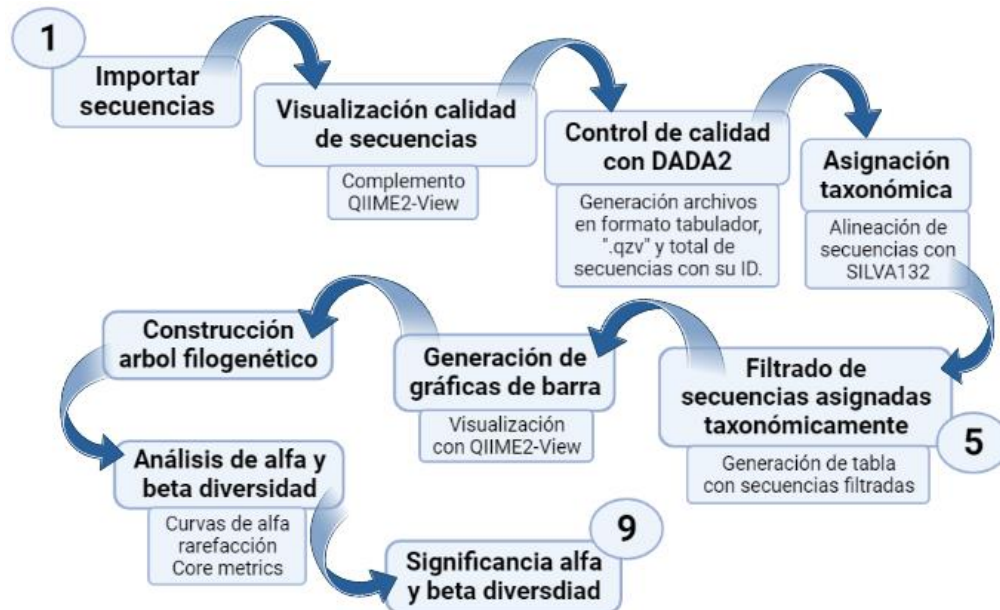 1
Importar
secuencias
Visualización calidad
de secuencias
Complemento
QIIME2-View
Control de calidad
con DADA2
Generación archivos
en formato tabulador,
".qzv" y total de
secuencias con su ID.
Asignación
taxonómica
Alineación de
secuencias con
SILVA132
Filtrado de
secuencias asignadas
taxonómicamente
5
Generación de tabla
con secuencias filtradas
Generación de
gráficas de barra
Visualización
con QIIME2-View
Construcción
arbol filogenético
Análisis de alfa y
beta diversidad
Curvas de alfa
rarefacción
Core metrics
9
Significancia alfa
y beta diversdiad